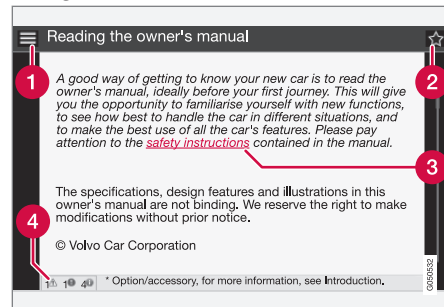 Reading the owner's manual
1
2
A good way of getting to know your new car is to read the
owner's manual, ideally before your first journey. This will give
you the opportunity to familiarise yourself with new functions,
to see how best to handle the car in different situations, and
to make the best use of all the car's features. Please pay
attention to the safety instructions contained in the manual.
3
The specifications, design features and illustrations in this
owner's manual are not binding. We reserve the right to make
modifications without prior notice.
4
© Volvo Car Corporation
1 1 4 * Option/accessory, for more information, see Introduction.
G050532